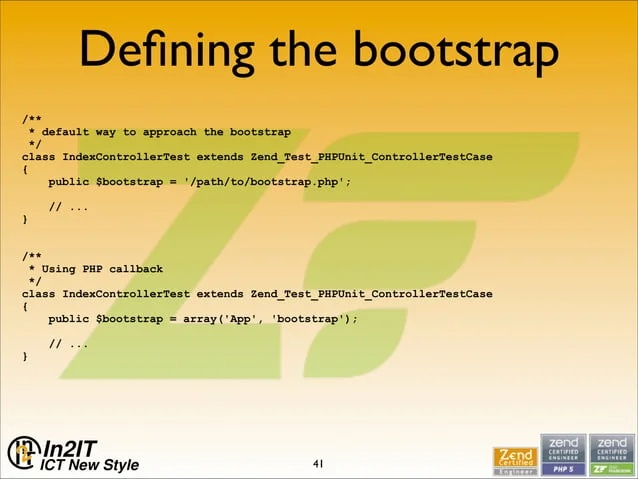 Defining the bootstrap
/**
 * default way to approach the bootstrap
 */
class IndexControllerTest extends Zend_Test_PHPUnit_ControllerTestCase
{
    public $bootstrap = '/path/to/bootstrap.php';
    // ...
}
/**
 * Using PHP callback
 */
class IndexControllerTest extends Zend_Test_PHPUnit_ControllerTestCase
{
    public $bootstrap = array('App', 'bootstrap');
    // ...
}
In2IT
ICT New Style
41
Zend
Certified
Engineer
zend
CERTIFIED
ENGINEER
PHP 5
zend
CERTIFIED
ENGINEER
ZF FRAMEWORK